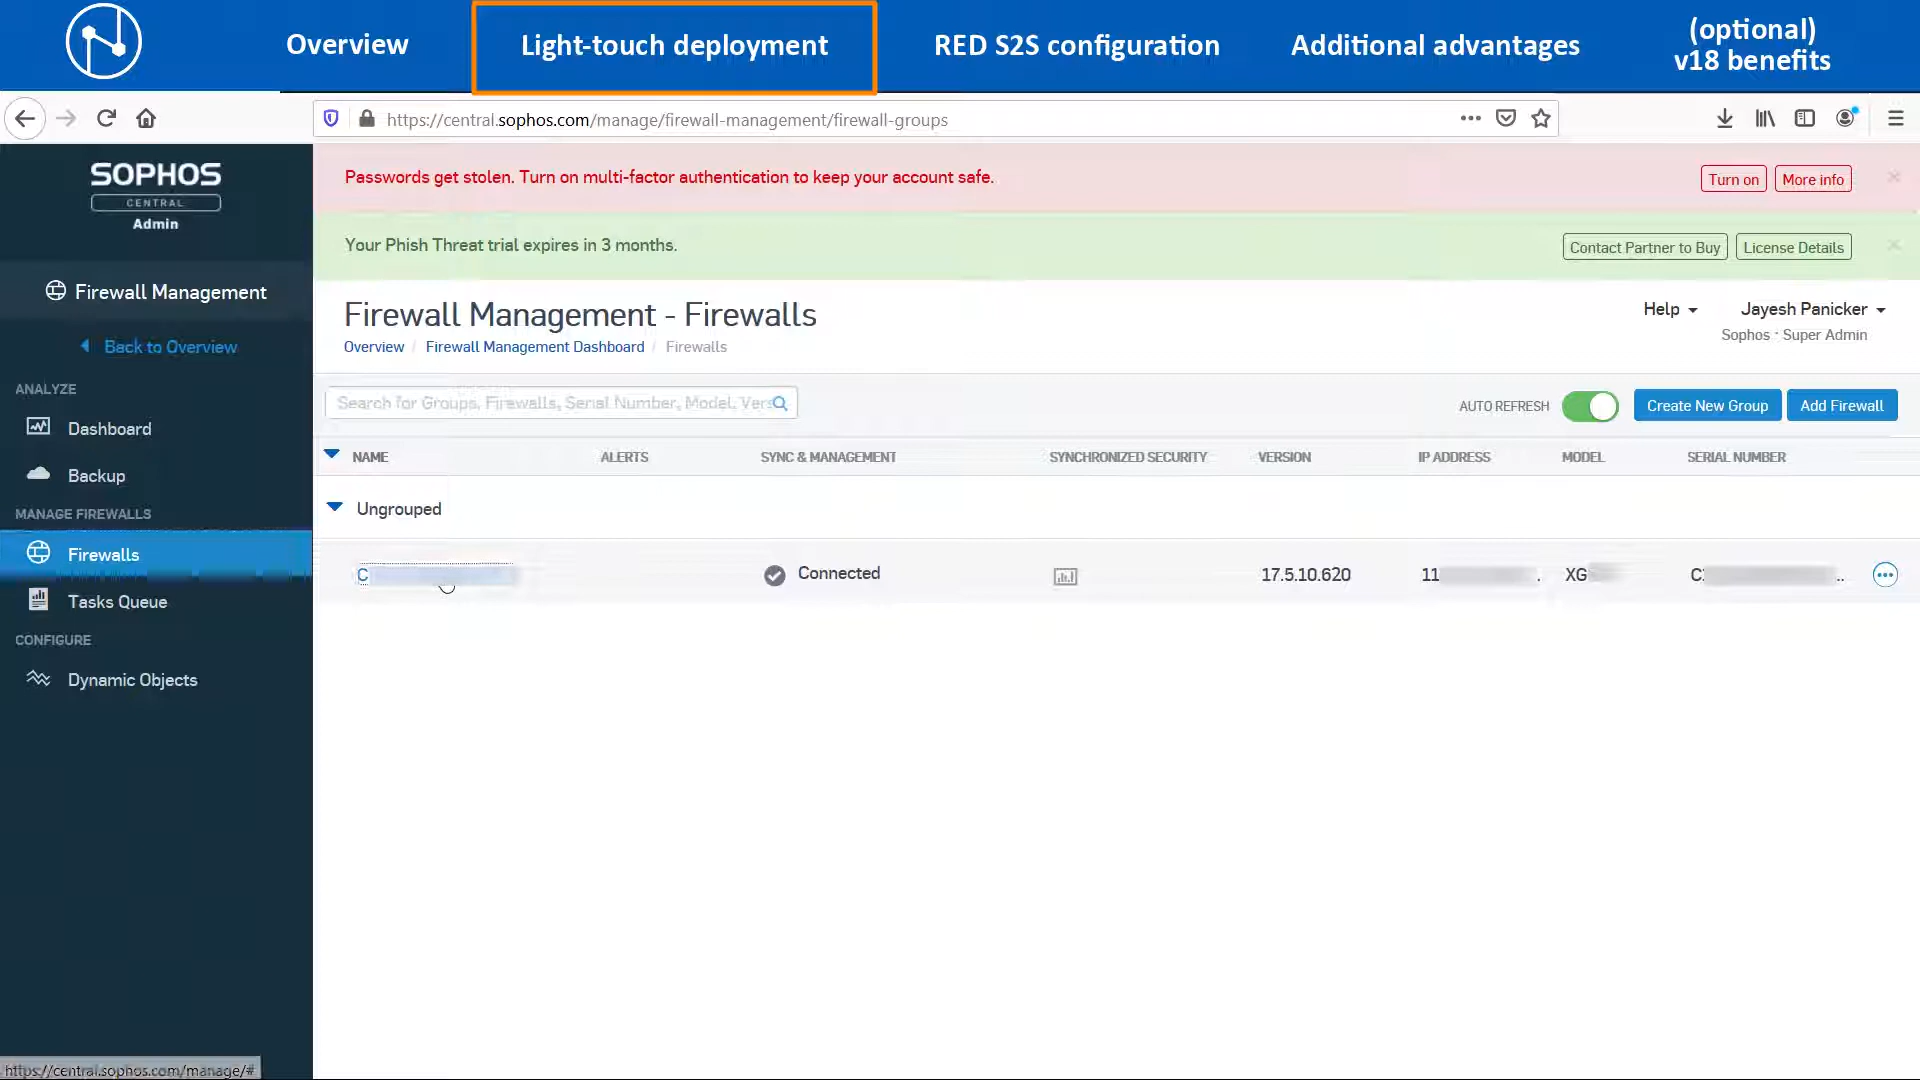 Overview
Light-touch deployment
RED S2S configuration
Additional advantages
(optional)
v18 benefits
https://central.sophos.com/manage/firewall-management/firewall-groups
SOPHOS
CENTRAL
Admin
Passwords get stolen. Turn on multi-factor authentication to keep your account safe.
Turn on
More info
Your Phish Threat trial expires in 3 months.
Contact Partner to Buy
License Details
Firewall Management
Back to Overview
ANALYZE
Dashboard
Backup
MANAGE FIREWALLS
Firewalls
Tasks Queue
CONFIGURE
Dynamic Objects
Firewall Management - Firewalls
Overview / Firewall Management Dashboard / Firewalls
Help
Jayesh Panicker
Sophos · Super Admin
Search for Groups, Firewalls, Serial Number, Model, Vers
AUTO REFRESH
Create New Group
Add Firewall
NAME ALERTS SYNC & MANAGEMENT SYNCHRONIZED SECURITY VERSION IP ADDRESS MODEL SERIAL NUMBER
Ungrouped
C Connected 17.5.10.620 11 . XG C ..
https://central.sophos.com/manage/#